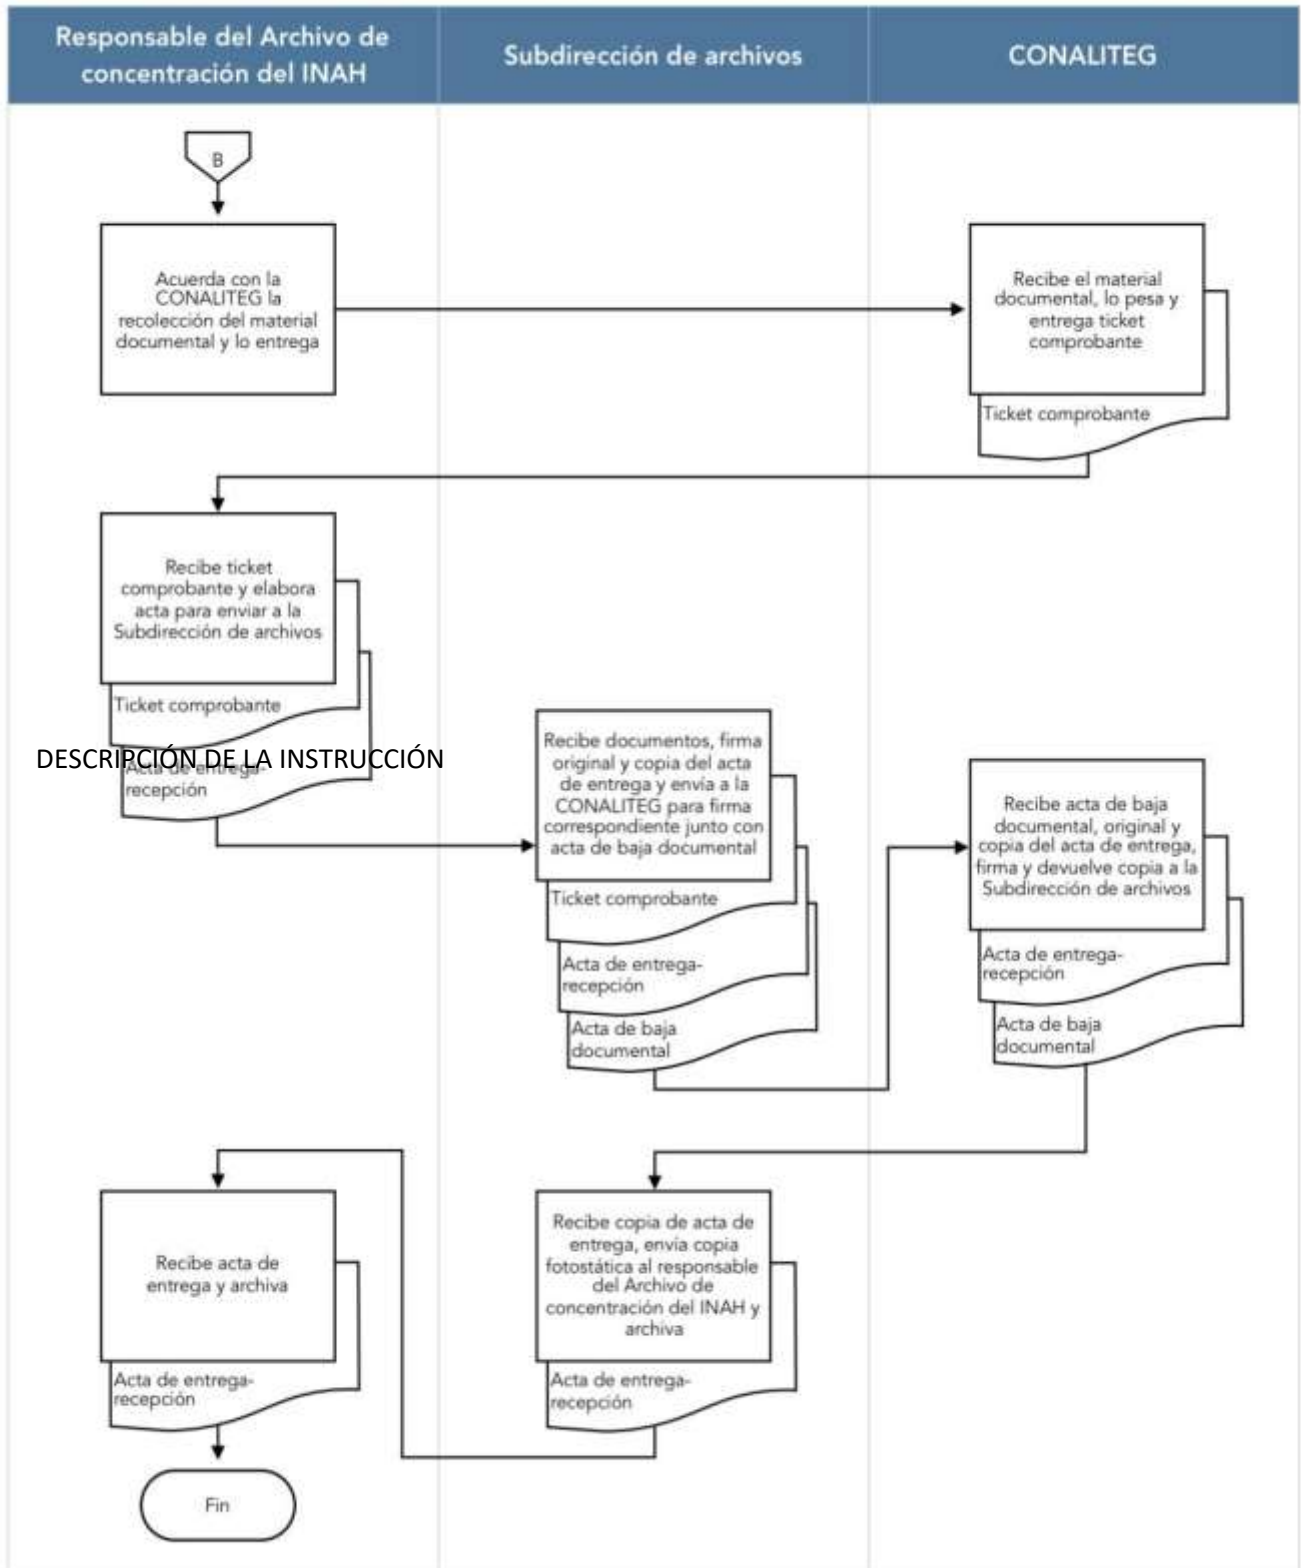 Responsable del Archivo de
concentración del INAH
Subdirección de archivos
CONALITEG
B
Acuerda con la
CONALITEG la
recolección del material
documental y lo entrega
Recibe el material
documental, lo pesa y
entrega ticket
comprobante
Ticket comprobante
Recibe ticket
comprobante y elabora
acta para enviar a la
Subdirección de archivos
Ticket comprobante
DESCRIPCIÓN DE LA INSTRUCCIÓN
Acta de entrega-
recepción
Recibe documentos, firma
original y copia del acta
de entrega y envía a la
CONALITEG para firma
correspondiente junto con
acta de baja documental
Ticket comprobante
Acta de entrega-
recepción
Acta de baja
documental
Recibe acta de baja
documental, original y
copia del acta de entrega,
firma y devuelve copia a la
Subdirección de archivos
Acta de entrega-
recepción
Acta de baja
documental
Recibe copia de acta de
entrega, envía copia
fotostática al responsable
del Archivo de
concentración del INAH y
archiva
Acta de entrega-
recepción
Recibe acta de
entrega y archiva
Acta de entrega-
recepción
Fin